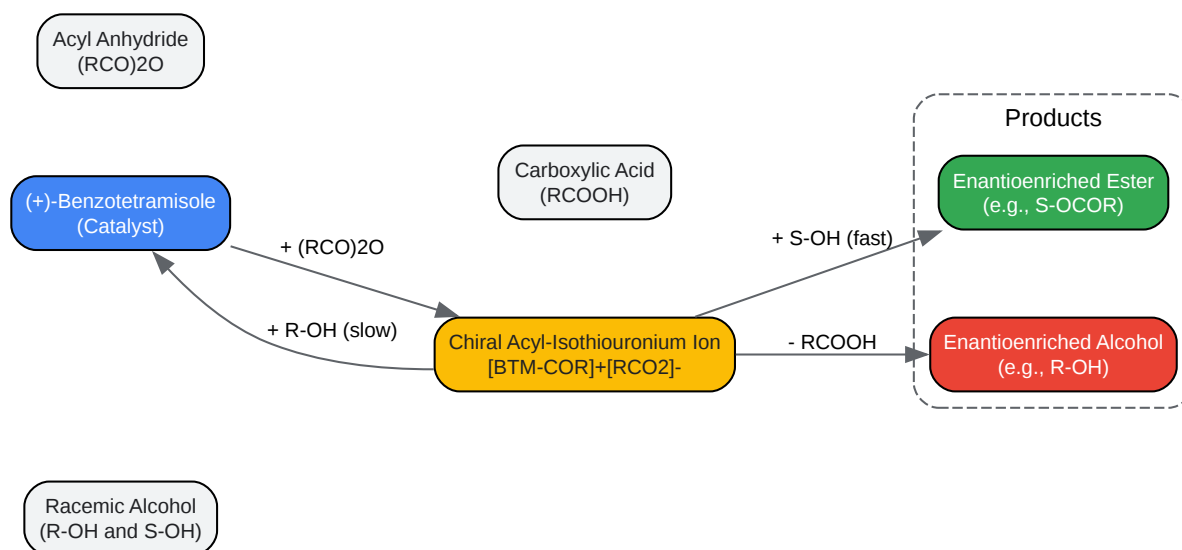 Acyl Anhydride
(RCO)2O
Products
Carboxylic Acid
(RCOOH)
Enantioenriched Ester
(e.g., S-OCOR)
(+)-Benzotetramisole
(Catalyst)
+ S-OH (fast)
+ (RCO)2O
+ R-OH (slow)
Chiral Acyl-Isothiouronium Ion
[BTM-COR]+[RCO2]-
- RCOOH
Enantioenriched Alcohol
(e.g., R-OH)
Racemic Alcohol
(R-OH and S-OH)